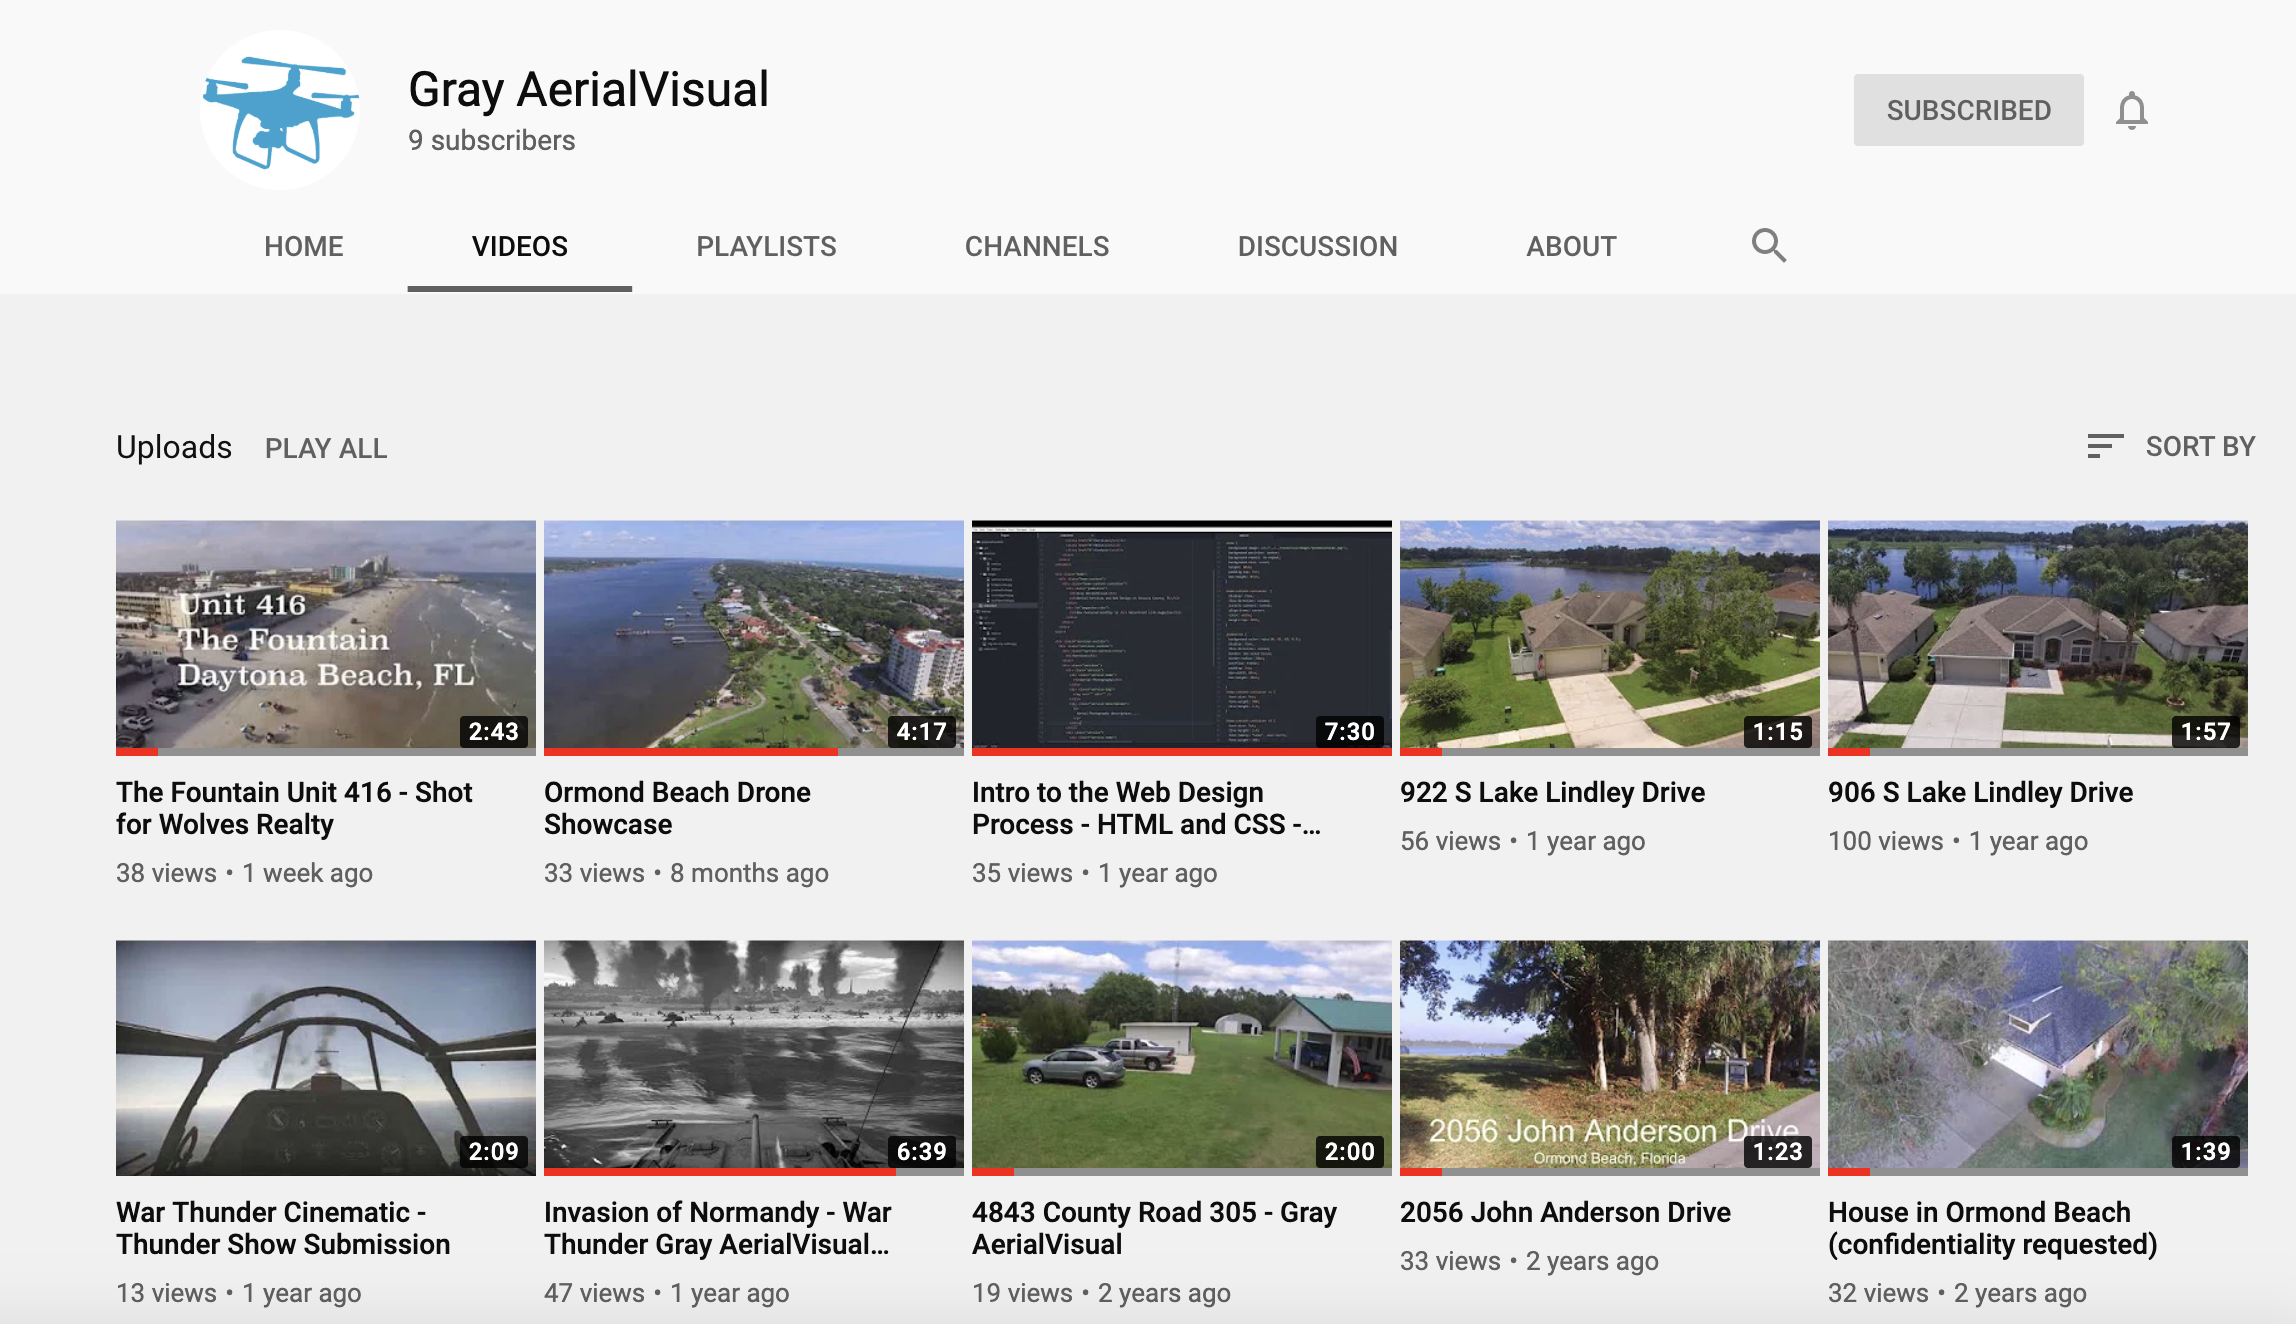 Gray AerialVisual
9 subscribers
SUBSCRIBED
HOME
VIDEOS
PLAYLISTS
CHANNELS
DISCUSSION
ABOUT
Uploads
PLAY ALL
SORT BY
Unit 416
The Fountain
Daytona Beach, FL
2:43
4:17
7:30
1:15
1:57
The Fountain Unit 416 - Shot
for Wolves Realty
38 views • 1 week ago
Ormond Beach Drone
Showcase
33 views • 8 months ago
Intro to the Web Design
Process - HTML and CSS -...
35 views • 1 year ago
922 S Lake Lindley Drive
56 views • 1 year ago
906 S Lake Lindley Drive
100 views • 1 year ago
2:09
6:39
2:00
2056 John Anderson Drive
Ormond Beach, Florida
1:23
1:39
War Thunder Cinematic -
Thunder Show Submission
13 views • 1 year ago
Invasion of Normandy - War
Thunder Gray AerialVisual...
47 views • 1 year ago
4843 County Road 305 - Gray
AerialVisual
19 views • 2 years ago
2056 John Anderson Drive
33 views • 2 years ago
House in Ormond Beach
(confidentiality requested)
32 views • 2 years ago